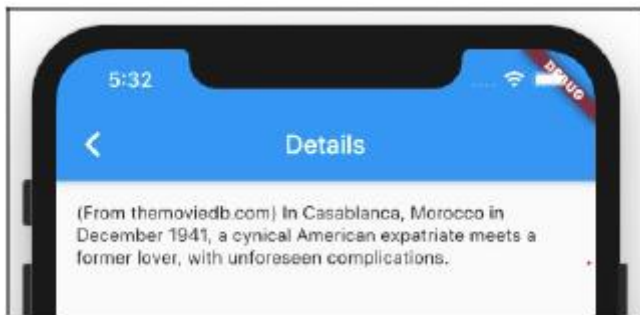 5:32
DEBUG
Details
(From themoviedb.com) In Casablanca, Morocco in
December 1941, a cynical American expatriate meets a
former lover, with unforeseen complications.